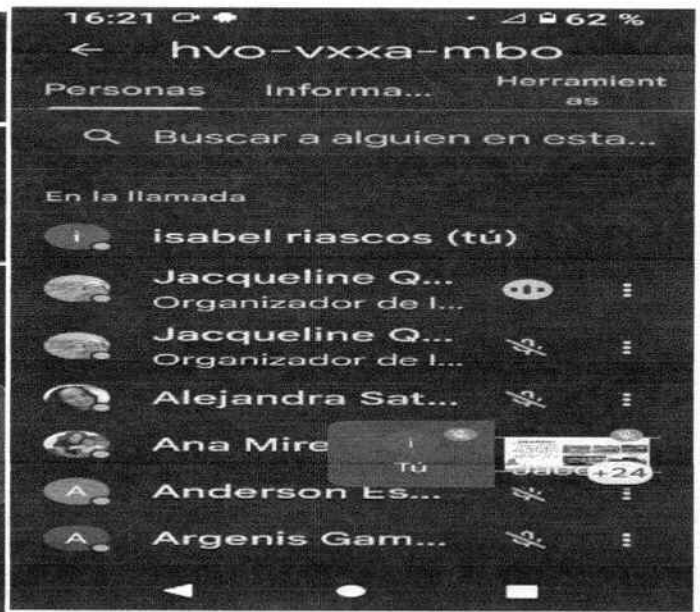 16:21 62 %
← hvo-vxxa-mbo
Personas Informa... Herramient
as
Buscar a alguien en esta...
En la llamada
i isabel riascos (tú)
Jacqueline Q...
Organizador de l...
Jacqueline Q...
Organizador de l...
Alejandra Sat...
Ana Mire
i
Tú
+24
A Anderson Es...
A Argenis Gam...